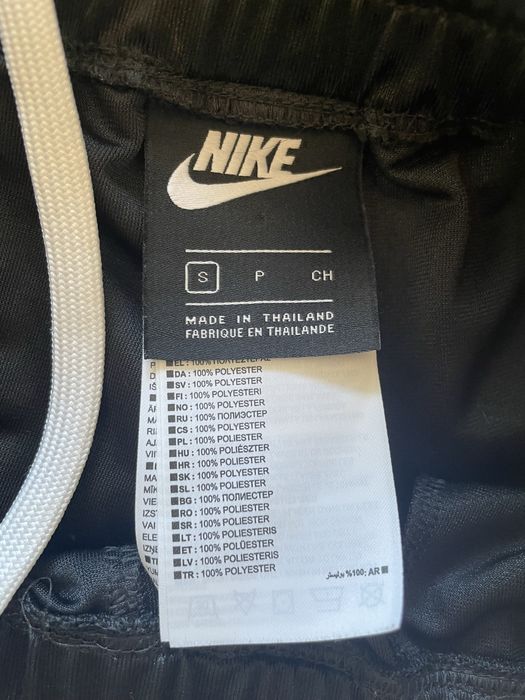 NIKE
S P CH
MADE IN THAILAND
FABRIQUE EN THAILANDE
DA : 100% POLYESTER
SV : 100% POLYESTER
FI : 100% POLYESTERI
NO : 100% POLYESTER
RU : 100% ПОЛИЭСТЕР
CS : 100% POLYESTER
PL : 100% POLIESTER
HU : 100% POLIÉSZTER
HR : 100% POLIESTER
SK : 100% POLYESTER
SL : 100% POLIESTER
BG : 100% ПОЛИЕСТЕР
RO : 100% POLIESTER
SR : 100% POLIESTER
LT : 100% POLIESTERIS
ET : 100% POLÜESTER
LV : 100% POLIESTERIS
TR : 100% POLYESTER
AR :%100 بوليستر